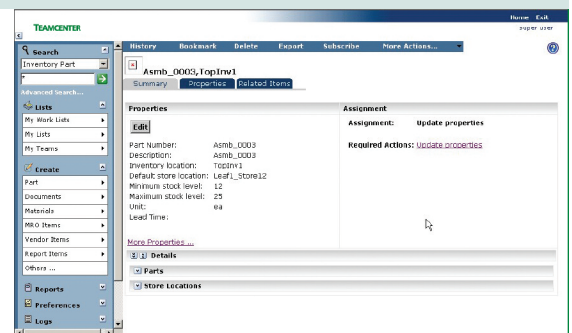 Home Exit
TEAMCENTER
super user
Search
Inventory Part
*
Advanced Search...
Lists
My Work Lists
My Lists
My Teams
Create
Part
Documents
Materials
MRO Items
Vendor Items
Report Items
Others ...
Reports
Preferences
Logs
History Bookmark Delete Export Subscribe More Actions...
Asmb_0003,TopInv1
Summary Properties Related Items
Properties
Edit
Part Number: Asmb_0003
Description: Asmb_0003
Inventory location: TopInv1
Default store location: Leaf1_Store12
Minimum stock level: 12
Maximum stock level: 25
Unit: ea
Lead Time:
More Properties ...
Details
Parts
Store Locations
Assignment
Assignment: Update properties
Required Actions: Update properties